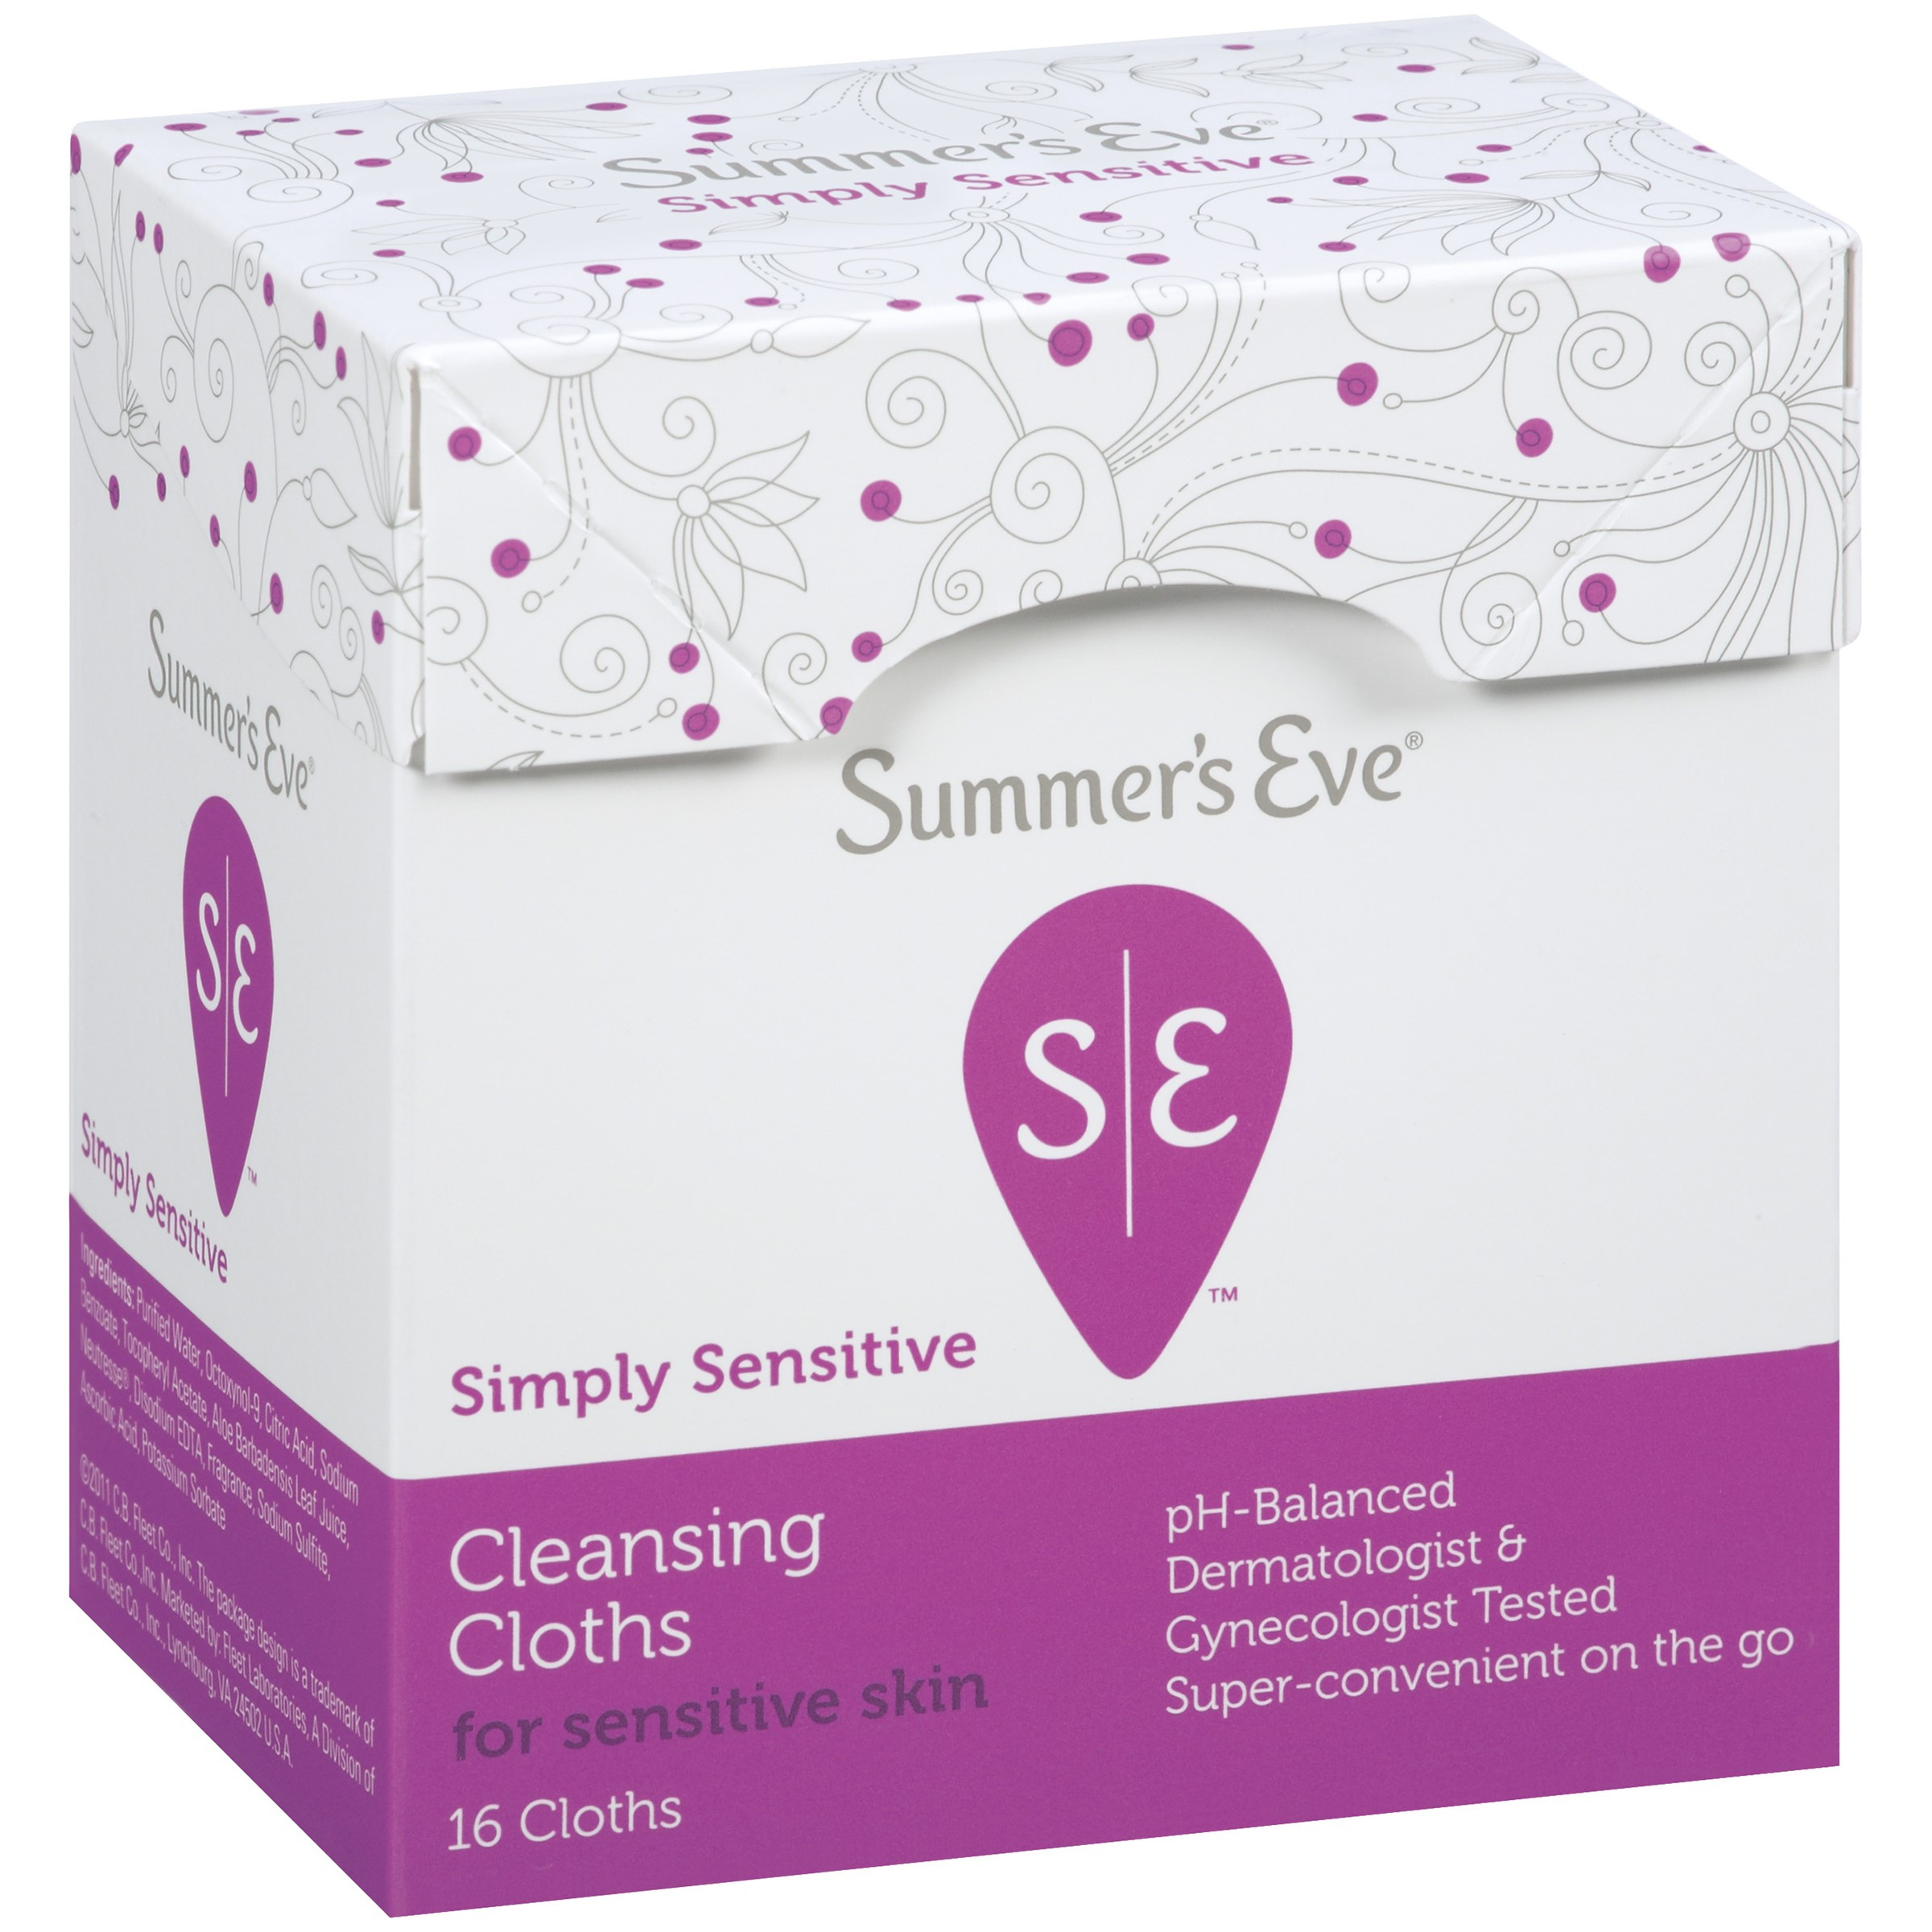 Summer's Eve®
Simply Sensitive
Summer's Eve®
S|E
™
Simply Sensitive
Ingredients: Purified Water, Octoxynol-9, Citric Acid, Sodium
Benzoate, Tocopheryl Acetate, Aloe Barbadensis Leaf Juice,
Neutresse®, Disodium EDTA, Fragrance, Sodium Sulfite,
Ascorbic Acid, Potassium Sorbate
©2011 C.B. Fleet Co., Inc. The package design is a trademark of
C.B. Fleet Co., Inc. Marketed by: Fleet Laboratories, A Division of
C.B. Fleet Co., Inc., Lynchburg, VA 24502 U.S.A.
Summer's Eve®
S|E
™
Simply Sensitive
Cleansing
Cloths
for sensitive skin
16 Cloths
pH-Balanced
Dermatologist &
Gynecologist Tested
Super-convenient on the go